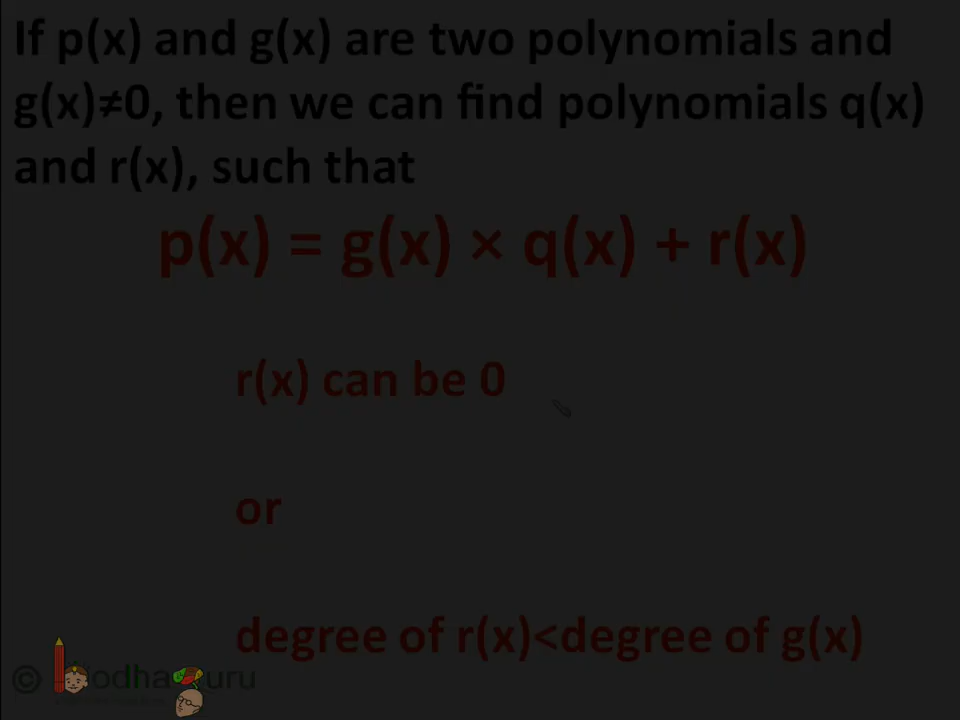 If p(x) and g(x) are two polynomials and
g(x)≠0, then we can find polynomials q(x)
and r(x), such that
p(x) = g(x) × q(x) + r(x)
r(x) can be 0
or
degree of r(x)<degree of g(x)
© BodhaGuru